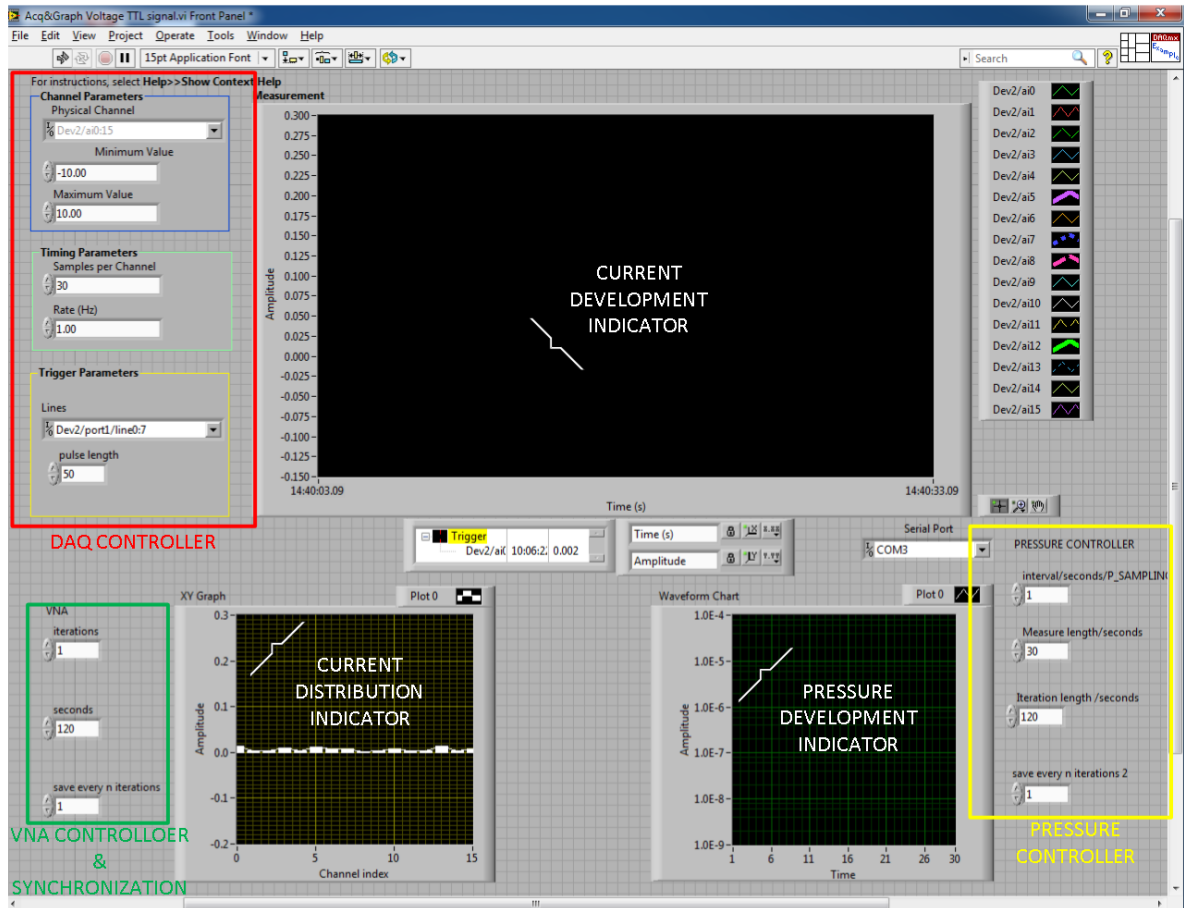 Acq&Graph Voltage TTL signal.vi Front Panel *
File Edit View Project Operate Tools Window Help
15pt Application Font
Search
DAQmx
Example
For instructions, select Help>>Show Context Help
Channel Parameters
Physical Channel
Dev2/ai0:15
Minimum Value
-10.00
Maximum Value
10.00
Timing Parameters
Samples per Channel
30
Rate (Hz)
1.00
Trigger Parameters
Lines
Dev2/port1/line0:7
pulse length
50
DAQ CONTROLLER
Measurement
Amplitude
0.300
0.275
0.250
0.225
0.200
0.175
0.150
0.125
0.100
0.075
0.050
0.025
0.000
-0.025
-0.050
-0.075
-0.100
-0.125
-0.150
CURRENT
DEVELOPMENT
INDICATOR
14:40:03.09 14:40:33.09
Time (s)
Dev2/ai0
Dev2/ai1
Dev2/ai2
Dev2/ai3
Dev2/ai4
Dev2/ai5
Dev2/ai6
Dev2/ai7
Dev2/ai8
Dev2/ai9
Dev2/ai10
Dev2/ai11
Dev2/ai12
Dev2/ai13
Dev2/ai14
Dev2/ai15
Trigger
Dev2/ai( 10:06:2 0.002
Time (s)
Amplitude
Serial Port
COM3
VNA
iterations
1
seconds
120
save every n iterations
1
VNA CONTROLLOER
&
SYNCHRONIZATION
XY Graph Plot 0
Amplitude
0.3
0.2
0.1
0.0
-0.1
-0.2
CURRENT
DISTRIBUTION
INDICATOR
0 5 10 15
Channel index
Waveform Chart Plot 0
Amplitude
1.0E-4
1.0E-5
1.0E-6
1.0E-7
1.0E-8
1.0E-9
PRESSURE
DEVELOPMENT
INDICATOR
1 6 11 16 21 26 30
Time
PRESSURE CONTROLLER
interval/seconds/P_SAMPLING
1
Measure length/seconds
30
Iteration length /seconds
120
save every n iterations 2
1
PRESSURE
CONTROLLER